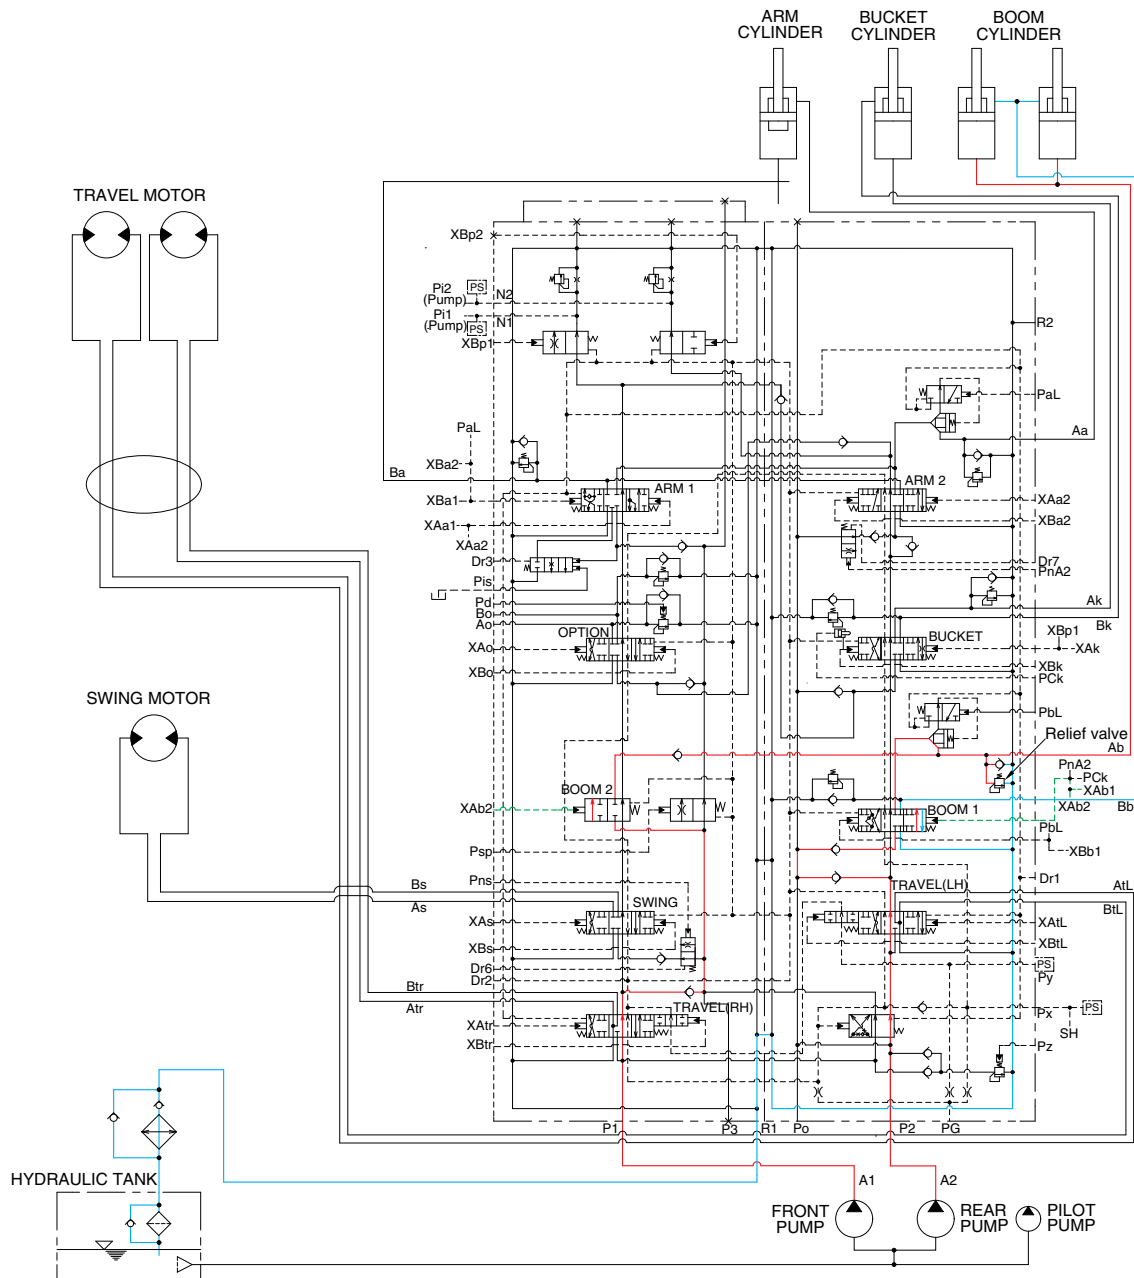 ARM
CYLINDER
BUCKET
CYLINDER
BOOM
CYLINDER
TRAVEL MOTOR
XBp2
Pi2
(Pump)
PS
N2
Pi1
(Pump)
PS
N1
XBp1
R2
PaL
Aa
PaL
XBa2
Ba
XBa1
ARM 1
ARM 2
XAa2
XBa2
XAa1
XAa2
Dr3
Dr7
PnA2
Pis
Pd
Bo
Ao
Ak
Bk
OPTION
BUCKET
XBp1
XAo
XAk
XBo
XBk
PCk
SWING MOTOR
PbL
Relief valve
Ab
PnA2
PCk
XAb1
XAb2
Bb
BOOM 2
XAb2
BOOM 1
PbL
XBb1
Psp
Pns
Dr1
Bs
As
TRAVEL(LH)
AtL
BtL
SWING
XAs
XAtL
XBs
XBtL
Dr6
Dr2
PS
Py
Btr
Atr
TRAVEL(RH)
Px
PS
SH
XAtr
XBtr
Pz
P1
P3
R1
Po
P2
PG
HYDRAULIC TANK
A1
A2
FRONT
PUMP
REAR
PUMP
PILOT
PUMP